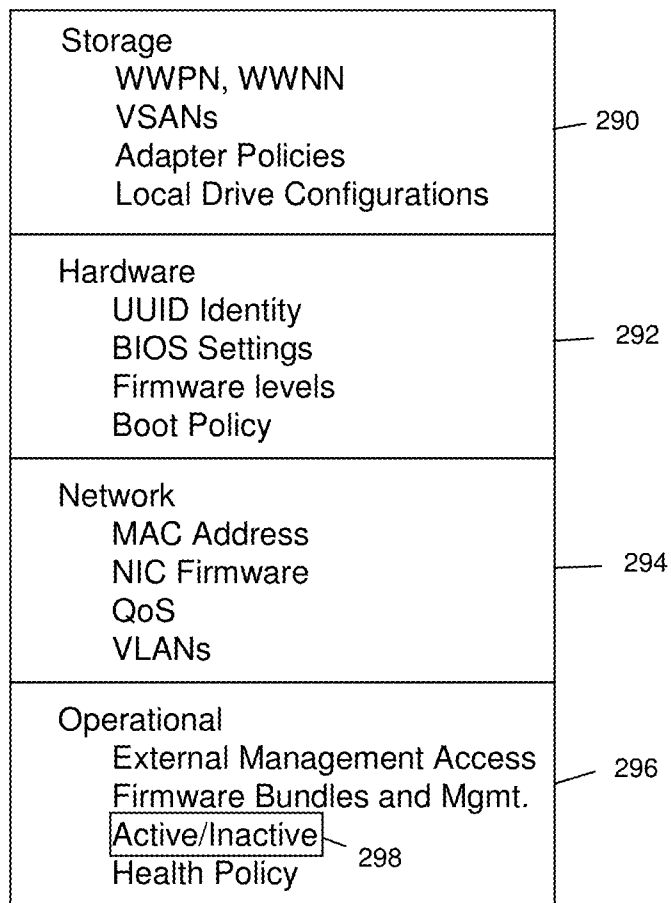 Storage
WWPN, WWNN
VSANs
Adapter Policies
Local Drive Configurations
290
Hardware
UUID Identity
BIOS Settings
Firmware levels
Boot Policy
292
Network
MAC Address
NIC Firmware
QoS
VLANs
294
Operational
External Management Access
Firmware Bundles and Mgmt.
Active/Inactive
Health Policy
296
298